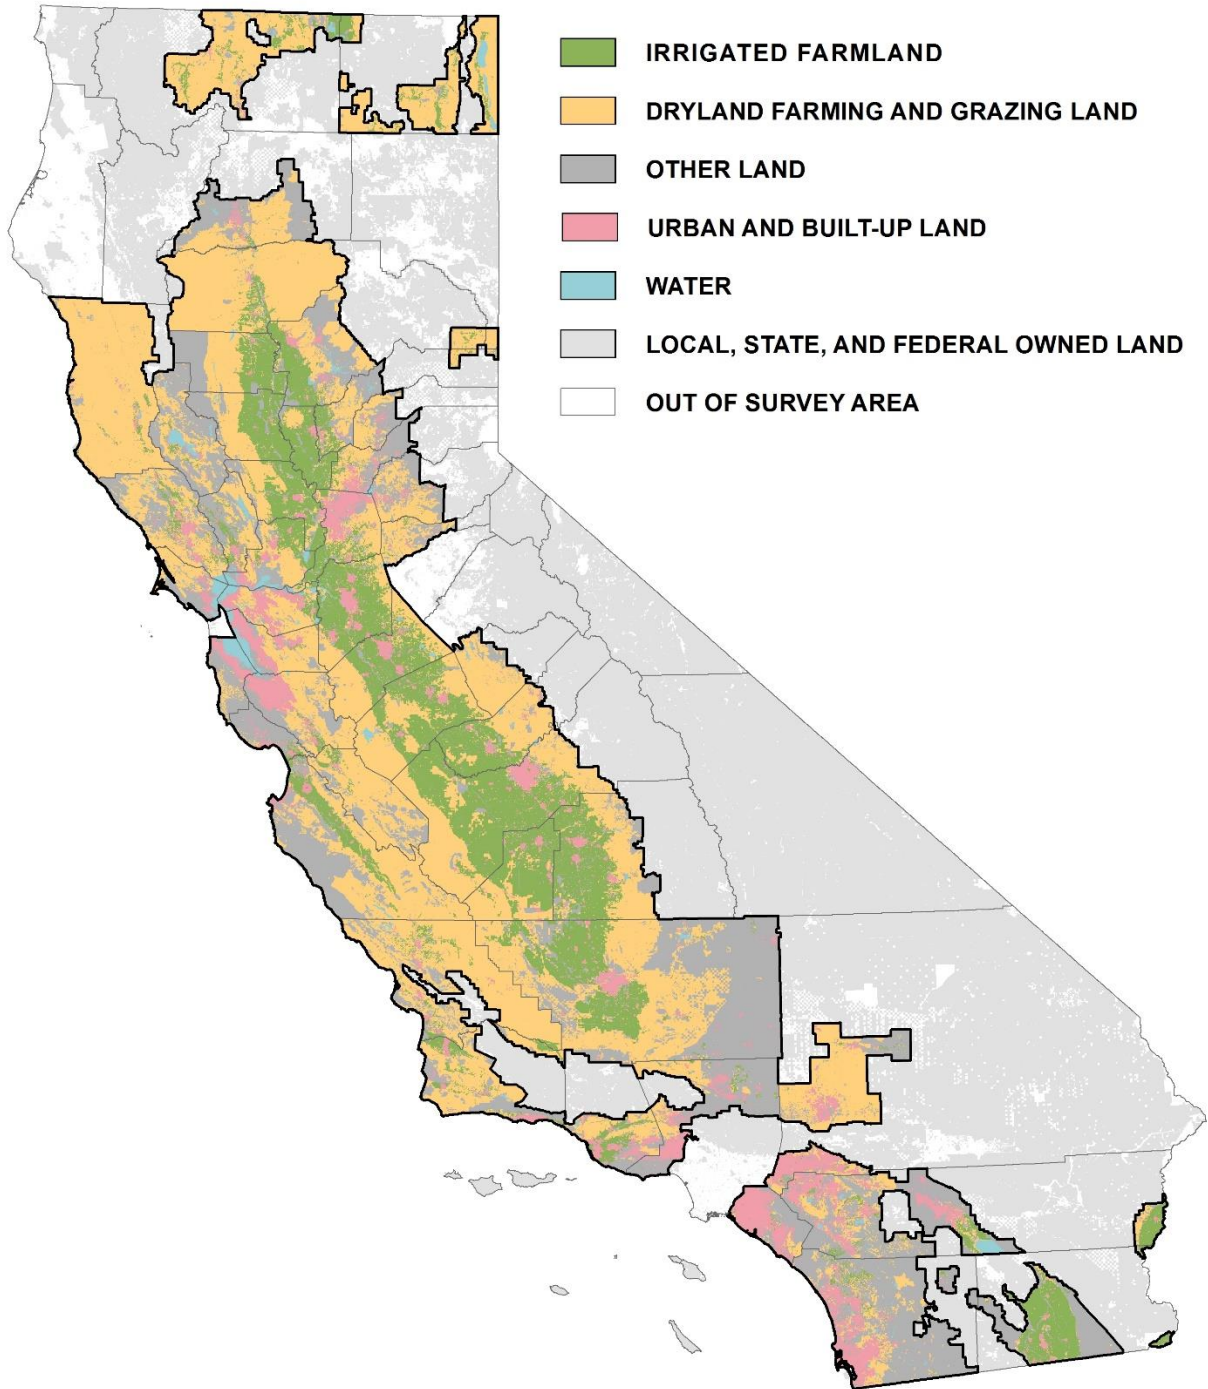 IRRIGATED FARMLAND
DRYLAND FARMING AND GRAZING LAND
OTHER LAND
URBAN AND BUILT-UP LAND
WATER
LOCAL, STATE, AND FEDERAL OWNED LAND
OUT OF SURVEY AREA